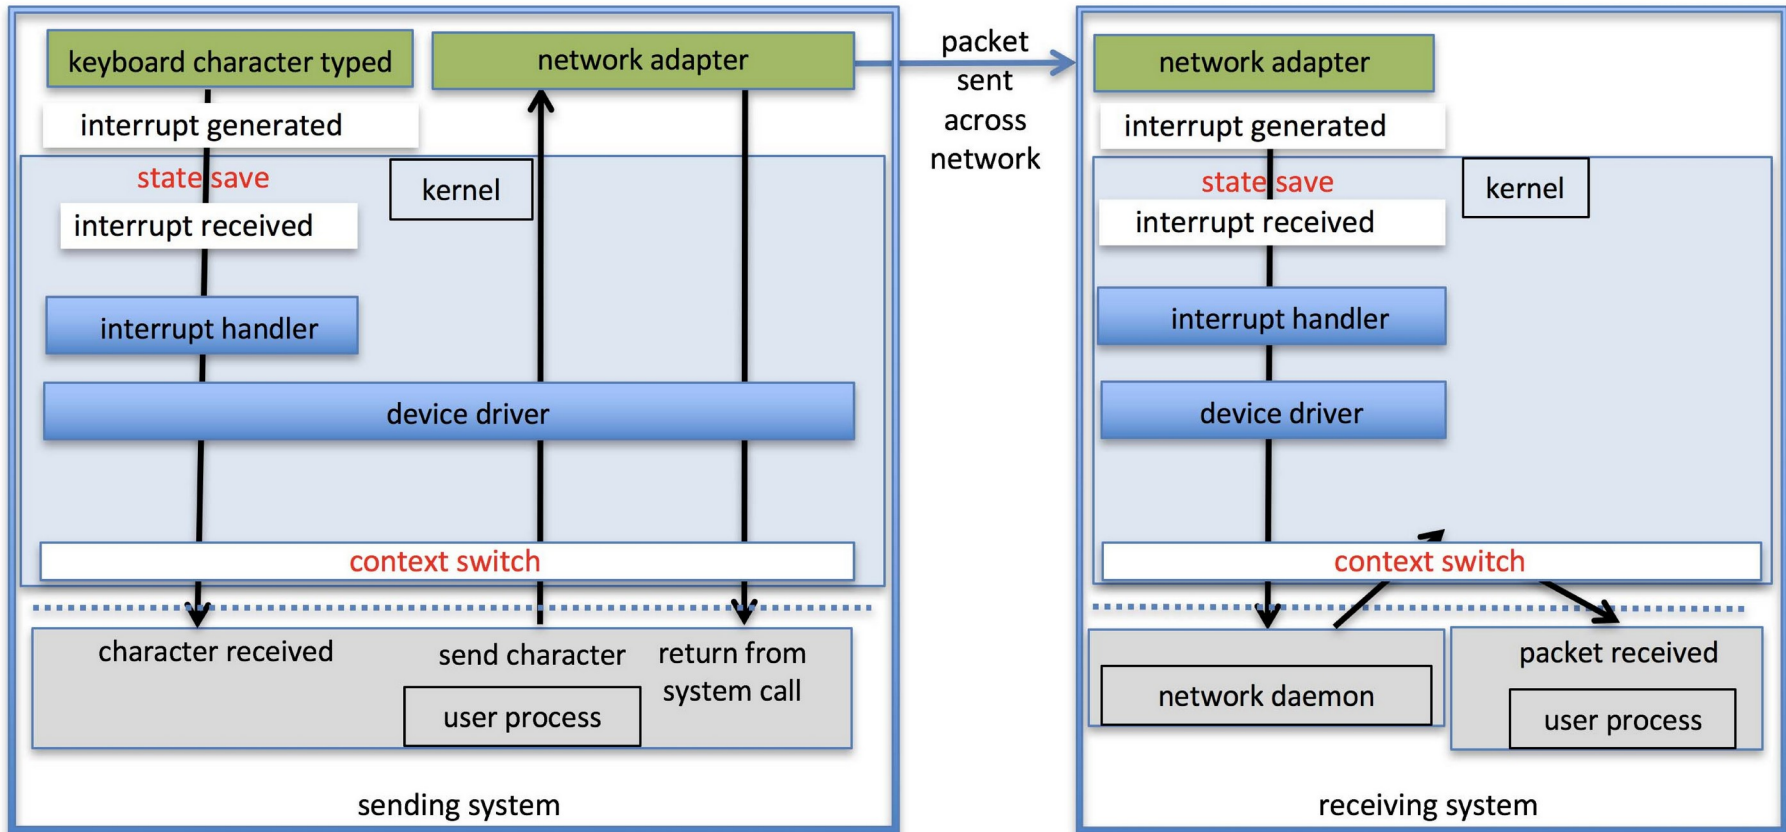 keyboard character typed
network adapter
interrupt generated
state save
kernel
interrupt received
interrupt handler
device driver
context switch
character received
send character
return from
system call
user process
sending system
packet
sent
across
network
network adapter
interrupt generated
state save
kernel
interrupt received
interrupt handler
device driver
context switch
network daemon
packet received
user process
receiving system